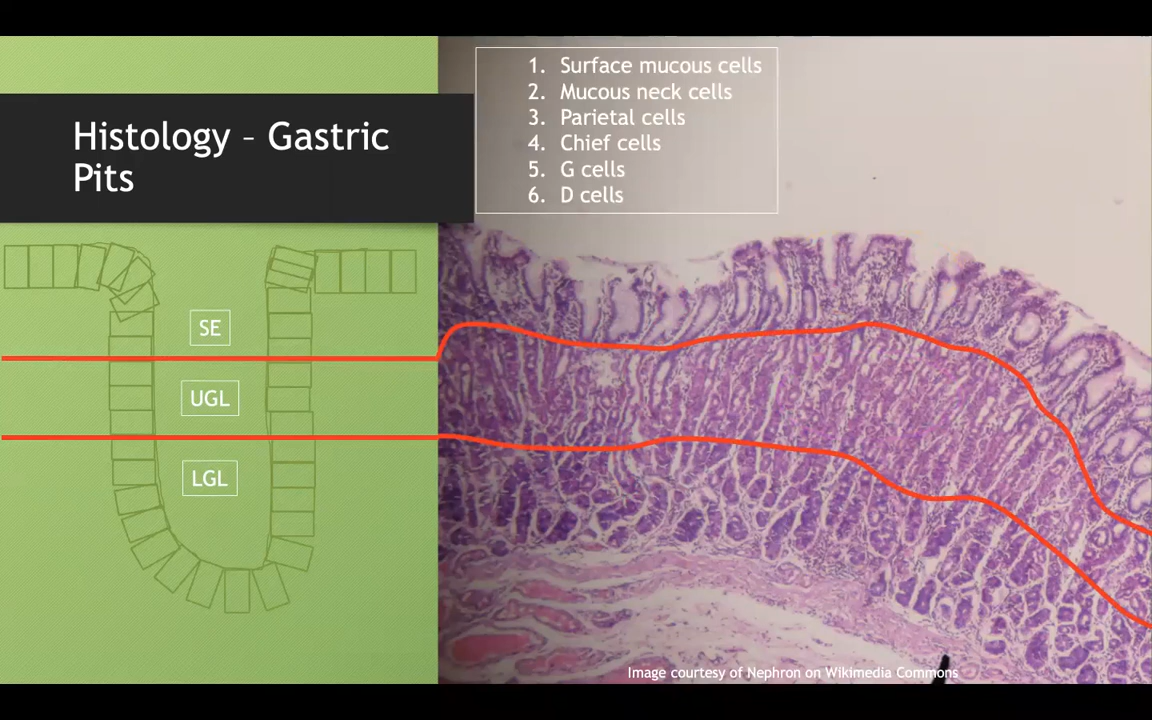 Histology – Gastric
Pits
1. Surface mucous cells
2. Mucous neck cells
3. Parietal cells
4. Chief cells
5. G cells
6. D cells
SE
UGL
LGL
Image courtesy of Nephron on Wikimedia Commons